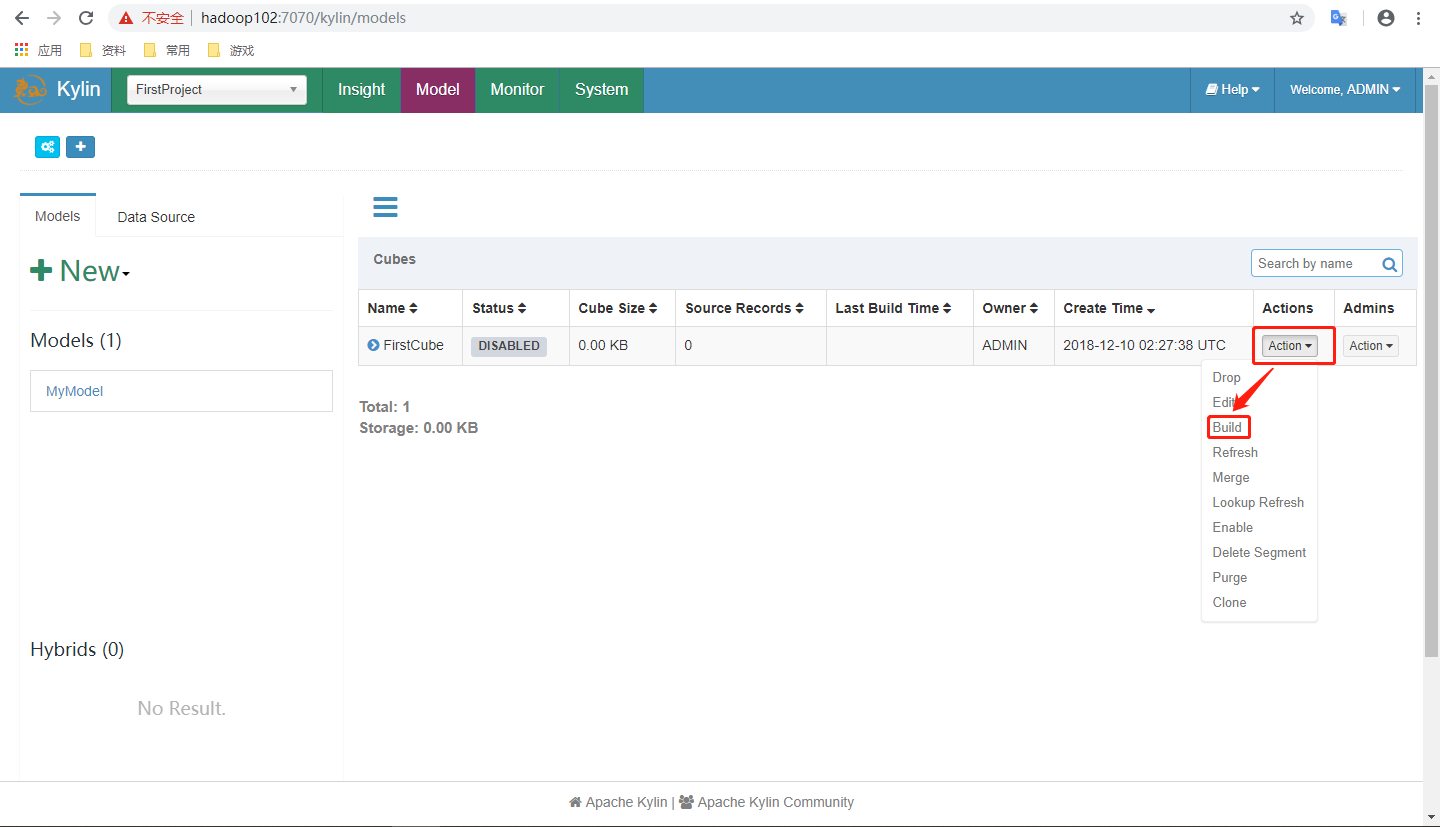 不安全 hadoop102:7070/kylin/models
应用 资料 常用 游戏
Kylin FirstProject Insight Model Monitor System Help Welcome, ADMIN
Models Data Source
New
Models (1)
MyModel
Hybrids (0)
No Result.
Cubes Search by name
Name Status Cube Size Source Records Last Build Time Owner Create Time Actions Admins
FirstCube DISABLED 0.00 KB 0 ADMIN 2018-12-10 02:27:38 UTC Action Action
Drop
Edit
Build
Refresh
Merge
Lookup Refresh
Enable
Delete Segment
Purge
Clone
Total: 1
Storage: 0.00 KB
Apache Kylin | Apache Kylin Community